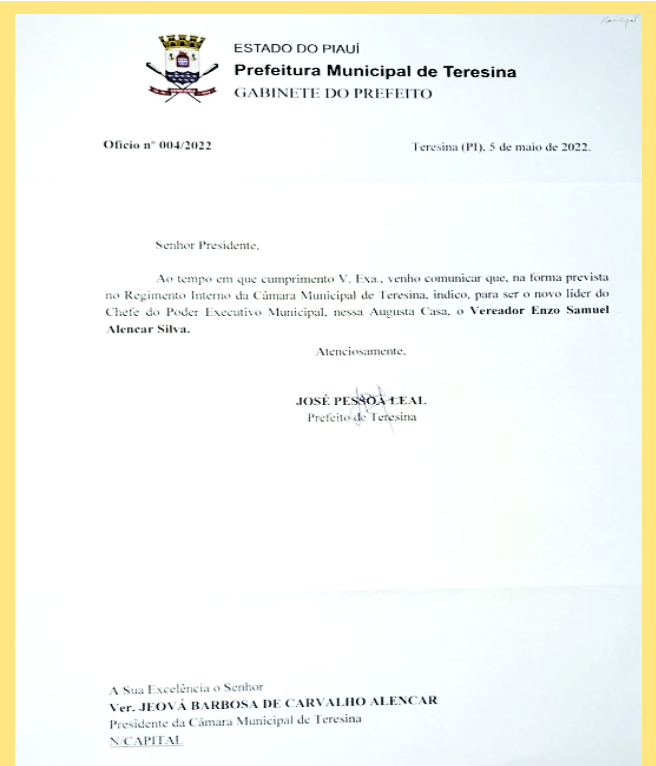 ESTADO DO PIAUÍ
Prefeitura Municipal de Teresina
GABINETE DO PREFEITO
Ofício nº 004/2022
Teresina (PI), 5 de maio de 2022.
Senhor Presidente,
Ao tempo em que cumprimento V. Exa., venho comunicar que, na forma prevista
no Regimento Interno da Câmara Municipal de Teresina, indico, para ser o novo líder do
Chefe do Poder Executivo Municipal, nessa Augusta Casa, o Vereador Enzo Samuel
Alencar Silva.
Atenciosamente,
JOSÉ PESSOA LEAL
Prefeito de Teresina
A Sua Excelência o Senhor
Ver. JEOVÁ BARBOSA DE CARVALHO ALENCAR
Presidente da Câmara Municipal de Teresina
N/CAPITAL